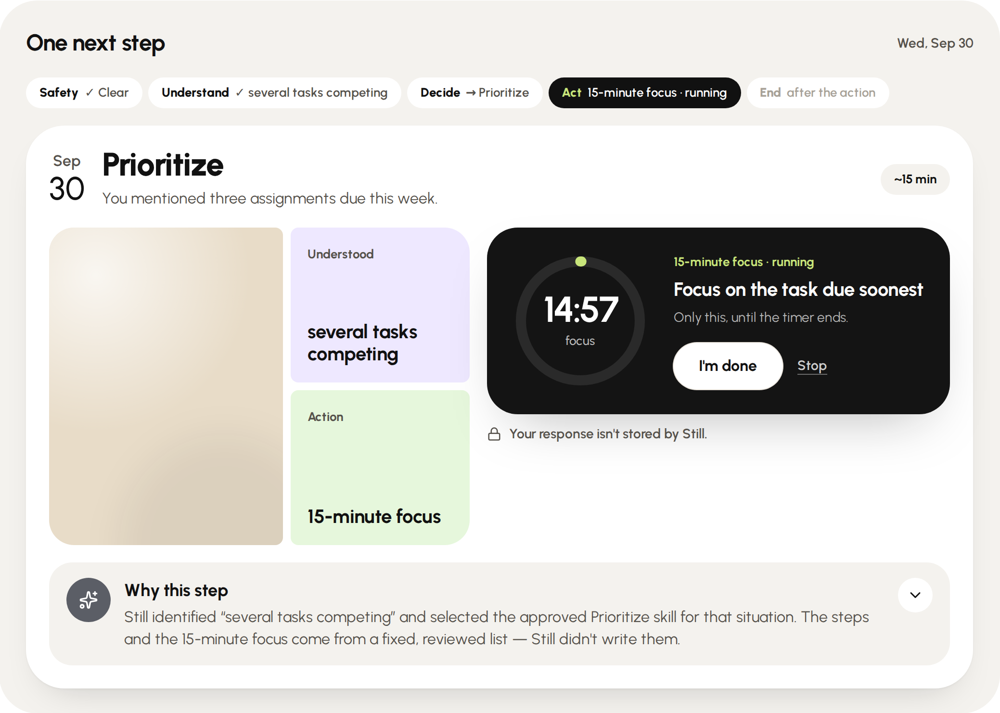 One next step
Wed, Sep 30
Safety ✓ Clear
Understand ✓ several tasks competing
Decide → Prioritize
Act 15-minute focus · running
End after the action
Sep
30
Prioritize
You mentioned three assignments due this week.
~15 min
Understood
several tasks
competing
Action
15-minute focus
14:57
focus
15-minute focus · running
Focus on the task due soonest
Only this, until the timer ends.
I'm done
Stop
Your response isn't stored by Still.
Why this step
Still identified “several tasks competing” and selected the approved Prioritize skill for that situation. The steps
and the 15-minute focus come from a fixed, reviewed list — Still didn't write them.